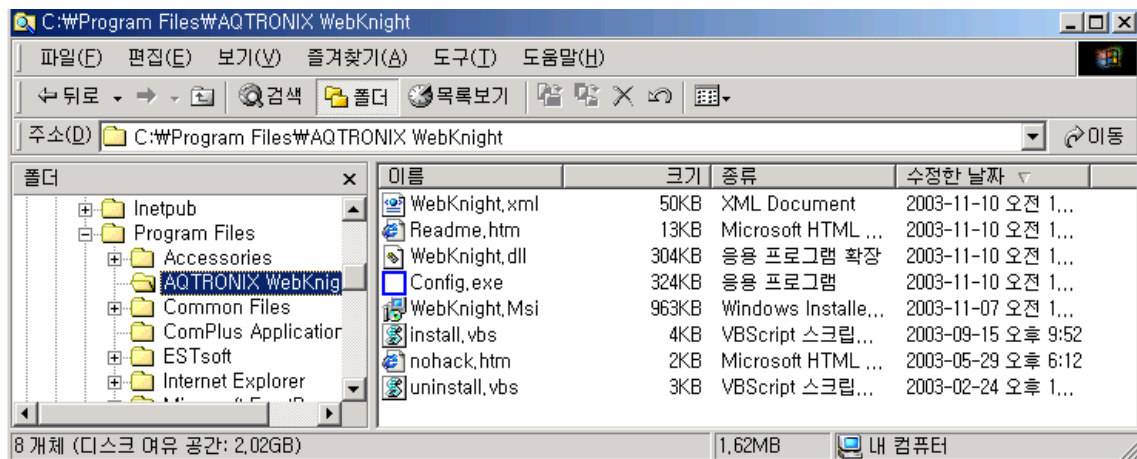 C:₩Program Files₩AQTRONIX WebKnight
파일(F) 편집(E) 보기(V) 즐겨찾기(A) 도구(T) 도움말(H)
뒤로 검색 폴더 목록보기
주소(D) C:₩Program Files₩AQTRONIX WebKnight 이동
폴더 x
이름 크기 종류 수정한 날짜
Inetpub
Program Files
Accessories
AQTRONIX WebKnig
Common Files
ComPlus Application
ESTsoft
Internet Explorer
WebKnight,xml 50KB XML Document 2003-11-10 오전 1,,,
Readme,htm 13KB Microsoft HTML ,,, 2003-11-10 오전 1,,,
WebKnight,dll 304KB 응용 프로그램 확장 2003-11-10 오전 1,,,
Config,exe 324KB 응용 프로그램 2003-11-10 오전 1,,,
WebKnight,Msi 963KB Windows Installe,,, 2003-11-07 오전 1,,,
install,vbs 4KB VBScript 스크립,,, 2003-09-15 오후 9:52
nohack,htm 2KB Microsoft HTML ,,, 2003-05-29 오후 6:12
uninstall,vbs 3KB VBScript 스크립,,, 2003-02-24 오후 1,,,
8 개체 (디스크 여유 공간: 2,02GB) 1,62MB 내 컴퓨터